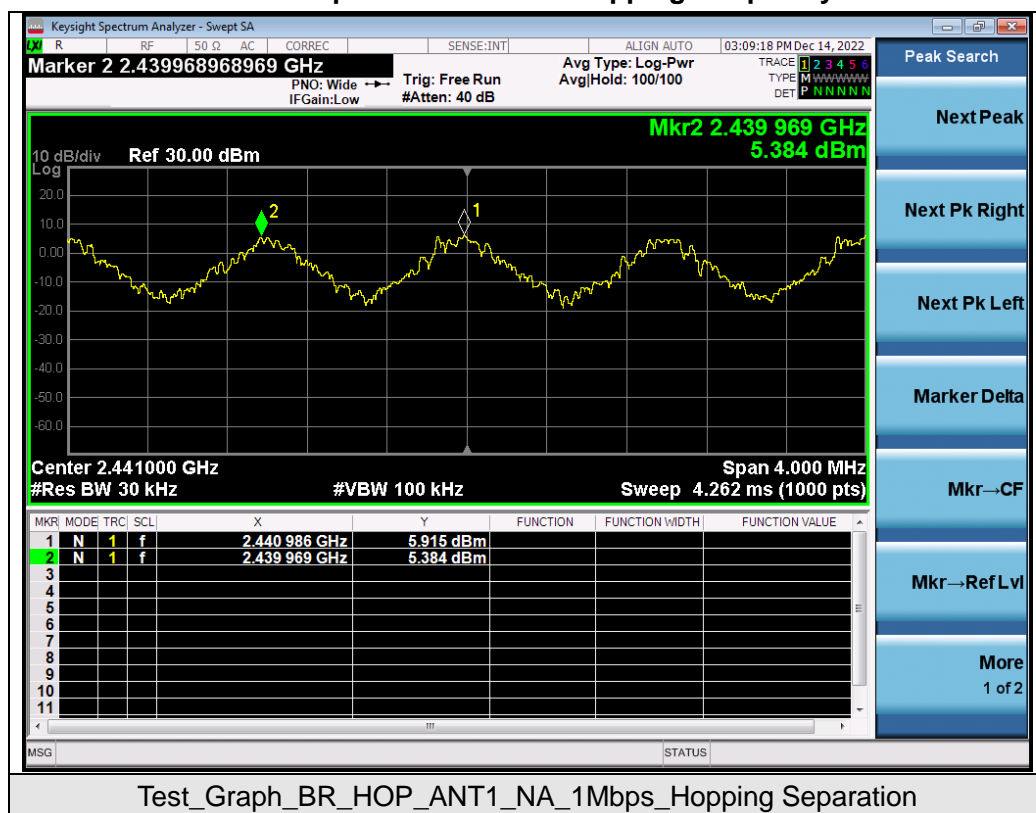 Keysight Spectrum Analyzer - Swept SA
LXI R RF 50 Ω AC CORREC SENSE:INT ALIGN AUTO 03:09:18 PM Dec 14, 2022
Marker 2 2.439968968969 GHz
PNO: Wide
IFGain:Low
Trig: Free Run
#Atten: 40 dB
Avg Type: Log-Pwr
Avg|Hold: 100/100
TRACE 1 2 3 4 5 6
TYPE M WWWWW
DET P N N N N N
Mkr2 2.439 969 GHz
5.384 dBm
10 dB/div Ref 30.00 dBm
Log
20.0
10.0
0.00
-10.0
-20.0
-30.0
-40.0
-50.0
-60.0
2
1
Center 2.441000 GHz Span 4.000 MHz
#Res BW 30 kHz #VBW 100 kHz Sweep 4.262 ms (1000 pts)
MKR MODE TRC SCL X Y FUNCTION FUNCTION WIDTH FUNCTION VALUE
1 N 1 f 2.440 986 GHz 5.915 dBm
2 N 1 f 2.439 969 GHz 5.384 dBm
3
4
5
6
7
8
9
10
11
MSG STATUS
Peak Search
Next Peak
Next Pk Right
Next Pk Left
Marker Delta
Mkr→CF
Mkr→Ref Lvl
More
1 of 2
Test_Graph_BR_HOP_ANT1_NA_1Mbps_Hopping Separation